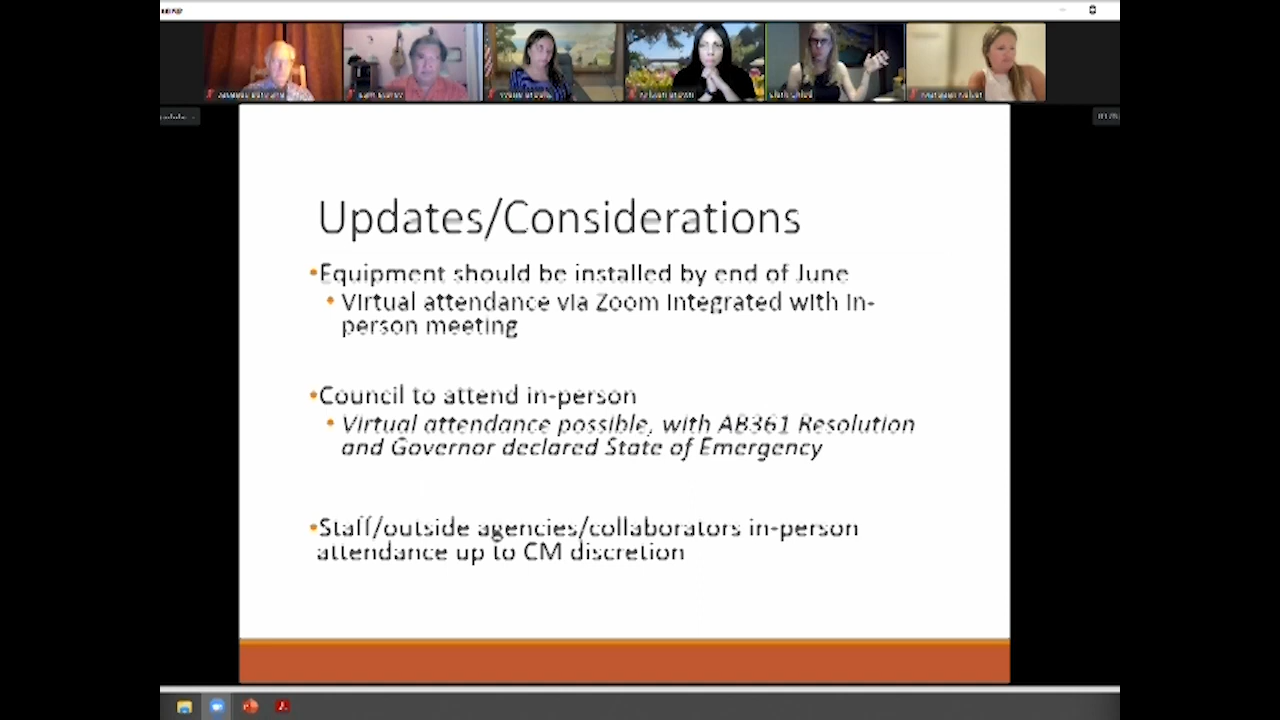 Updates/Considerations
•Equipment should be installed by end of June
•Virtual attendance via Zoom integrated with in-
person meeting
•Council to attend in-person
•Virtual attendance possible, with AB361 Resolution
and Governor declared State of Emergency
•Staff/outside agencies/collaborators in-person
attendance up to CM discretion